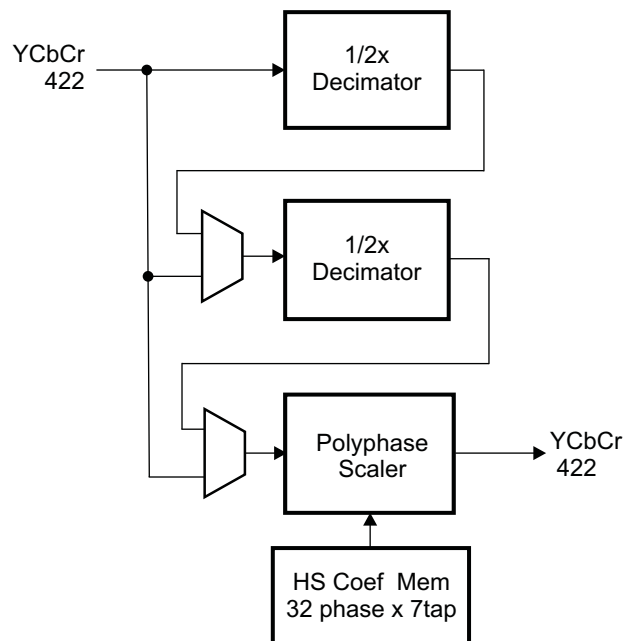 YCbCr
422
1/2x
Decimator
1/2x
Decimator
Polyphase
Scaler
YCbCr
422
HS Coef Mem
32 phase x 7tap